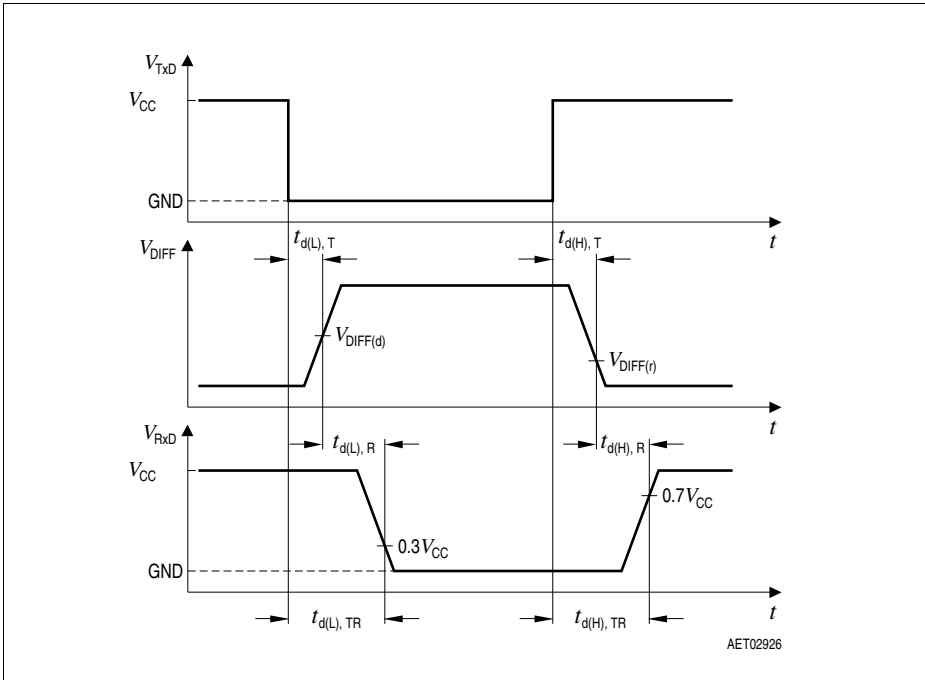 V_TxD
V_CC
GND
t
t_d(L), T
t_d(H), T
V_DIFF
V_DIFF(d)
V_DIFF(r)
t
t_d(L), R
t_d(H), R
V_RxD
V_CC
0.7V_CC
0.3V_CC
GND
t
t_d(L), TR
t_d(H), TR
AET02926